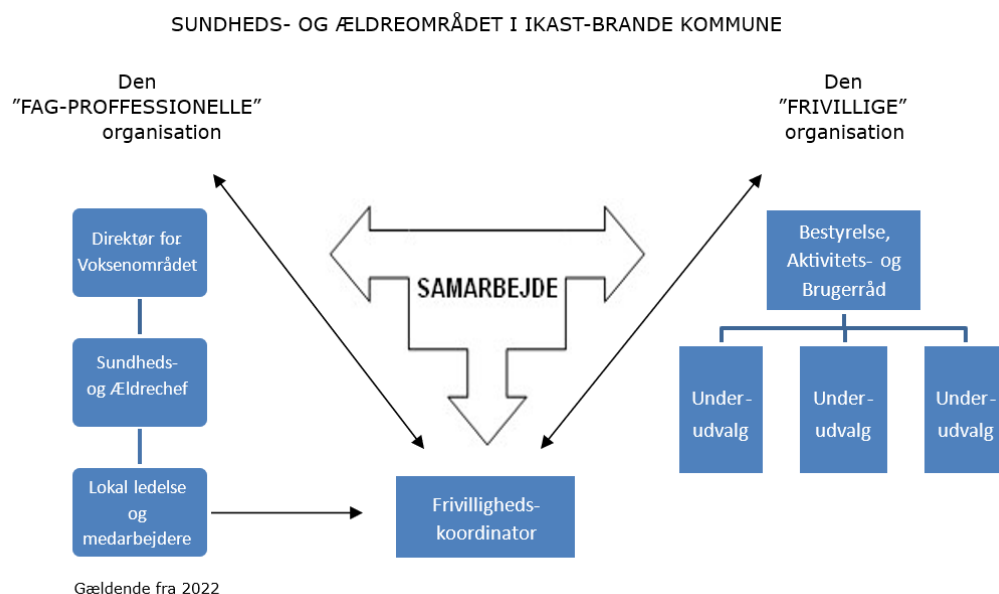 SUNDHEDS- OG ÆLDREOMRÅDET I IKAST-BRANDE KOMMUNE
Den
”FAG-PROFFESSIONELLE”
organisation
Den
”FRIVILLIGE”
organisation
Direktør for
Voksenområdet
Sundheds-
og Ældrechef
Lokal ledelse
og
medarbejdere
SAMARBEJDE
Frivilligheds-
koordinator
Bestyrelse,
Aktivitets- og
Brugerråd
Under-
udvalg
Under-
udvalg
Under-
udvalg
Gældende fra 2022